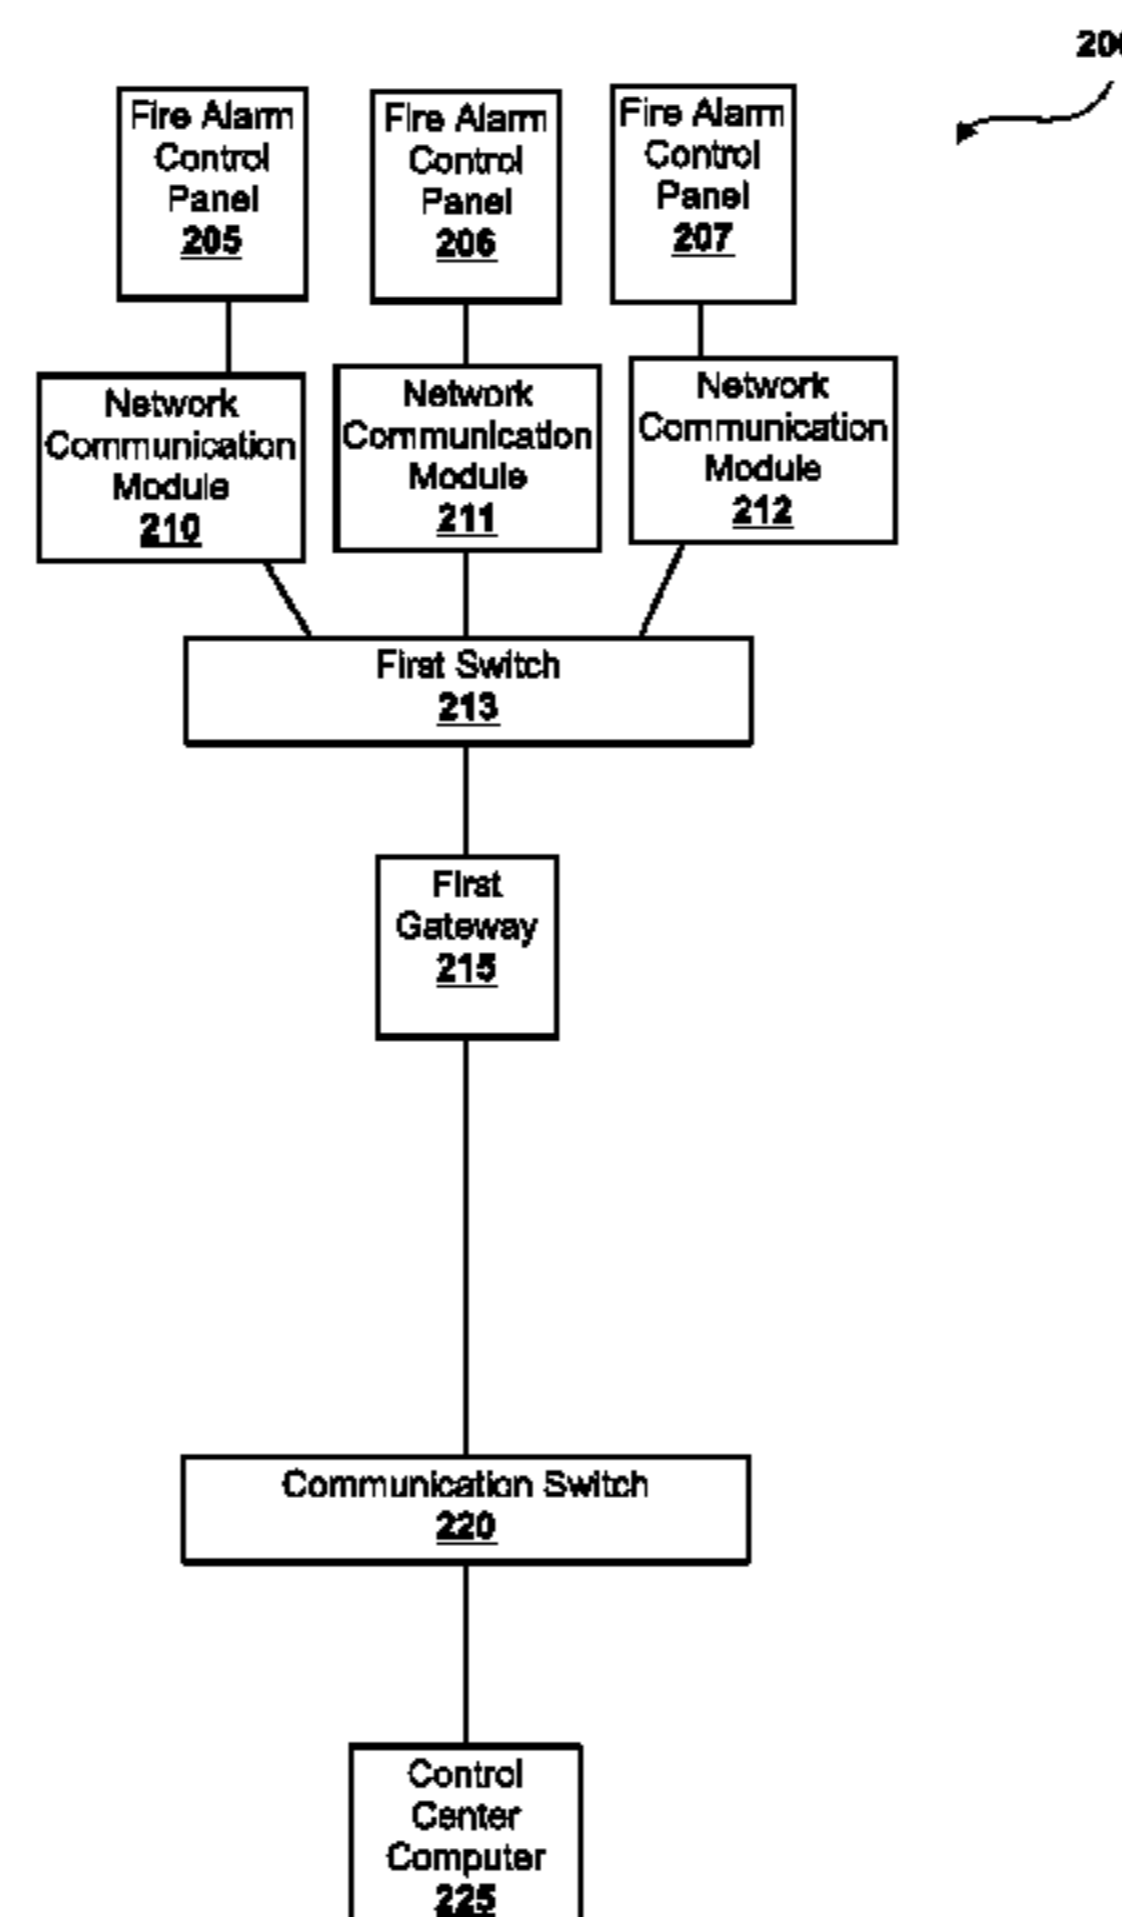 Fire Alarm
Control
Panel
205
Fire Alarm
Control
Panel
206
Fire Alarm
Control
Panel
207
Network
Communication
Module
210
Network
Communication
Module
211
Network
Communication
Module
212
First Switch
213
First
Gateway
215
Communication Switch
220
Control
Center
Computer
225